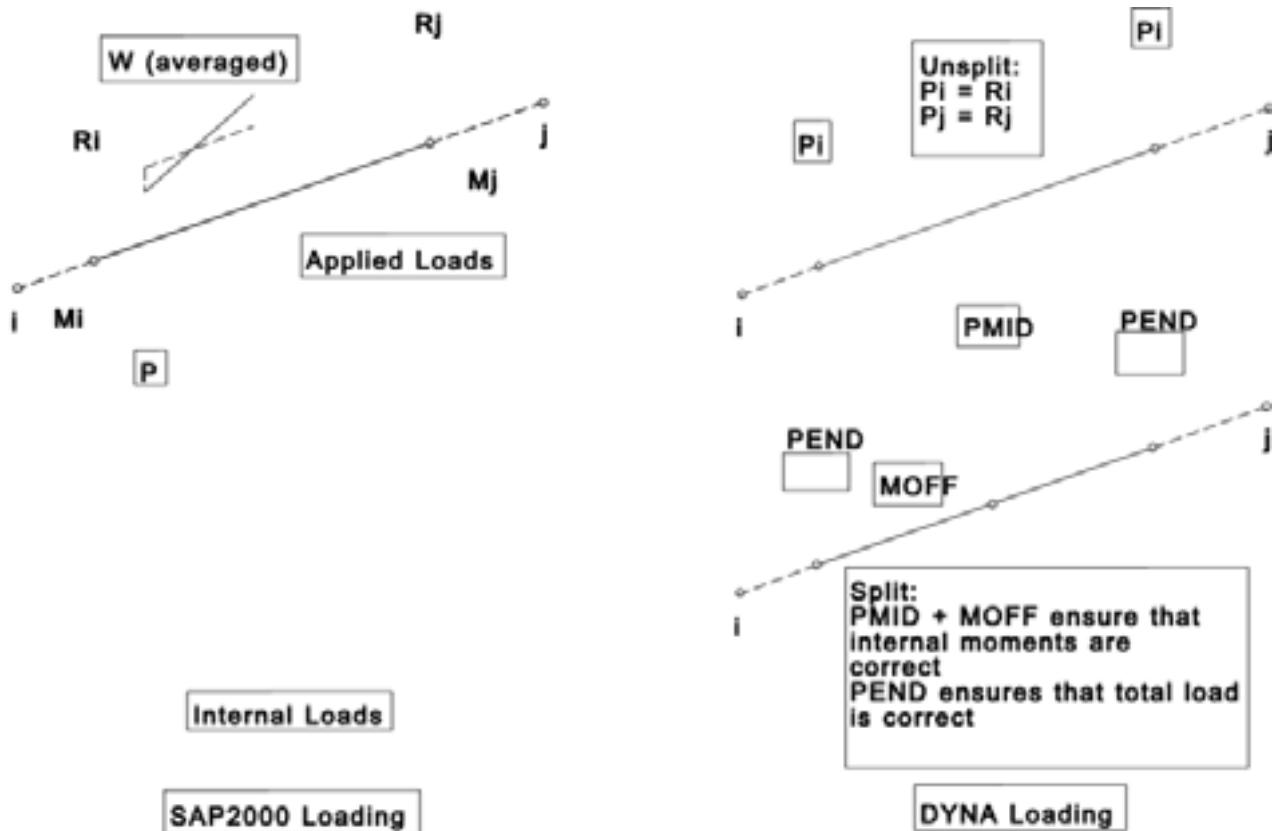 Rj
W (averaged)
Ri
j
Mj
Applied Loads
i
Mi
P
Internal Loads
SAP2000 Loading
Pi
Unsplit:
Pi = Ri
Pj = Rj
Pi
j
i
PMID
PEND
PEND
j
MOFF
i
Split:
PMID + MOFF ensure that
internal moments are
correct
PEND ensures that total load
is correct
DYNA Loading